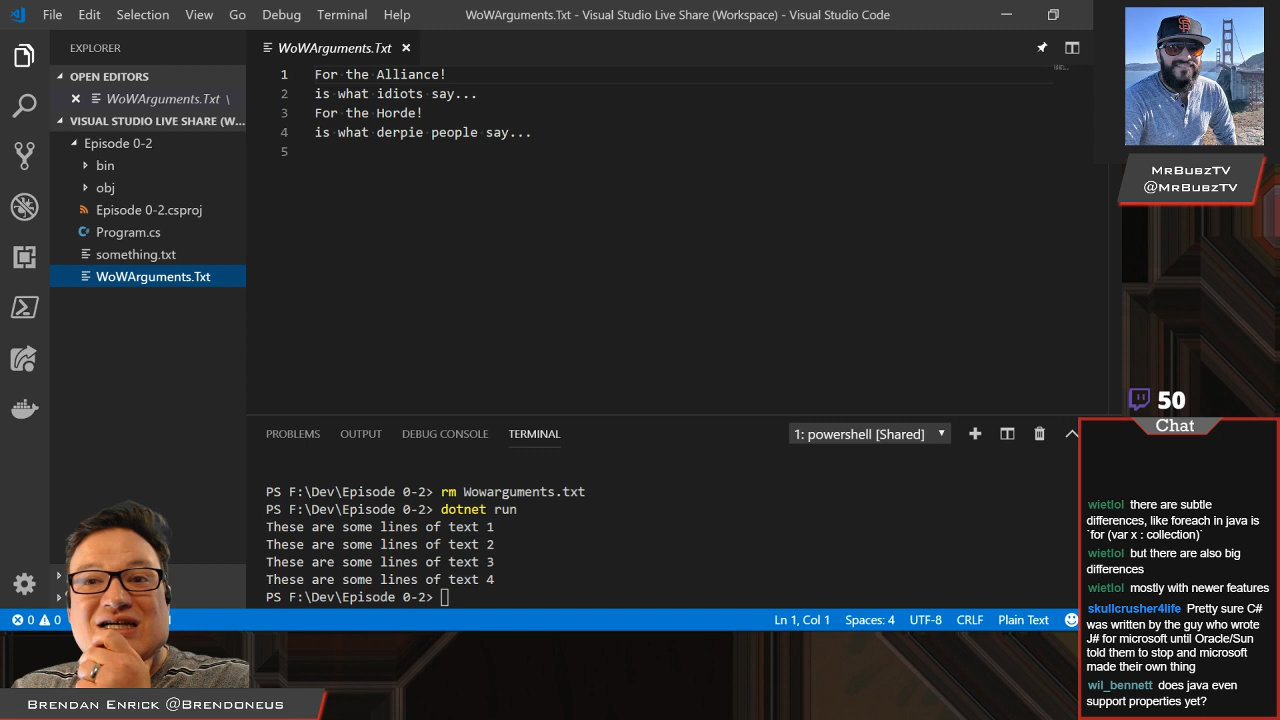 File Edit Selection View Go Debug Terminal Help
WoWArguments.Txt - Visual Studio Live Share (Workspace) - Visual Studio Code
EXPLORER
OPEN EDITORS
WoWArguments.Txt \
VISUAL STUDIO LIVE SHARE (W...
Episode 0-2
bin
obj
Episode 0-2.csproj
Program.cs
something.txt
WoWArguments.Txt
WoWArguments.Txt
1 For the Alliance!
2 is what idiots say...
3 For the Horde!
4 is what derpie people say...
5
PROBLEMS OUTPUT DEBUG CONSOLE TERMINAL
1: powershell [Shared]
PS F:\Dev\Episode 0-2> rm Wowarguments.txt
PS F:\Dev\Episode 0-2> dotnet run
These are some lines of text 1
These are some lines of text 2
These are some lines of text 3
These are some lines of text 4
PS F:\Dev\Episode 0-2>
0 0
Ln 1, Col 1 Spaces: 4 UTF-8 CRLF Plain Text
MrBubzTV
@MrBubzTV
50
Chat
wietlol there are subtle
differences, like foreach in java is
`for (var x : collection)`
wietlol but there are also big
differences
wietlol mostly with newer features
skullcrusher4life Pretty sure C#
was written by the guy who wrote
J# for microsoft until Oracle/Sun
told them to stop and microsoft
made their own thing
wil_bennett does java even
support properties yet?
Brendan Enrick @Brendoneus